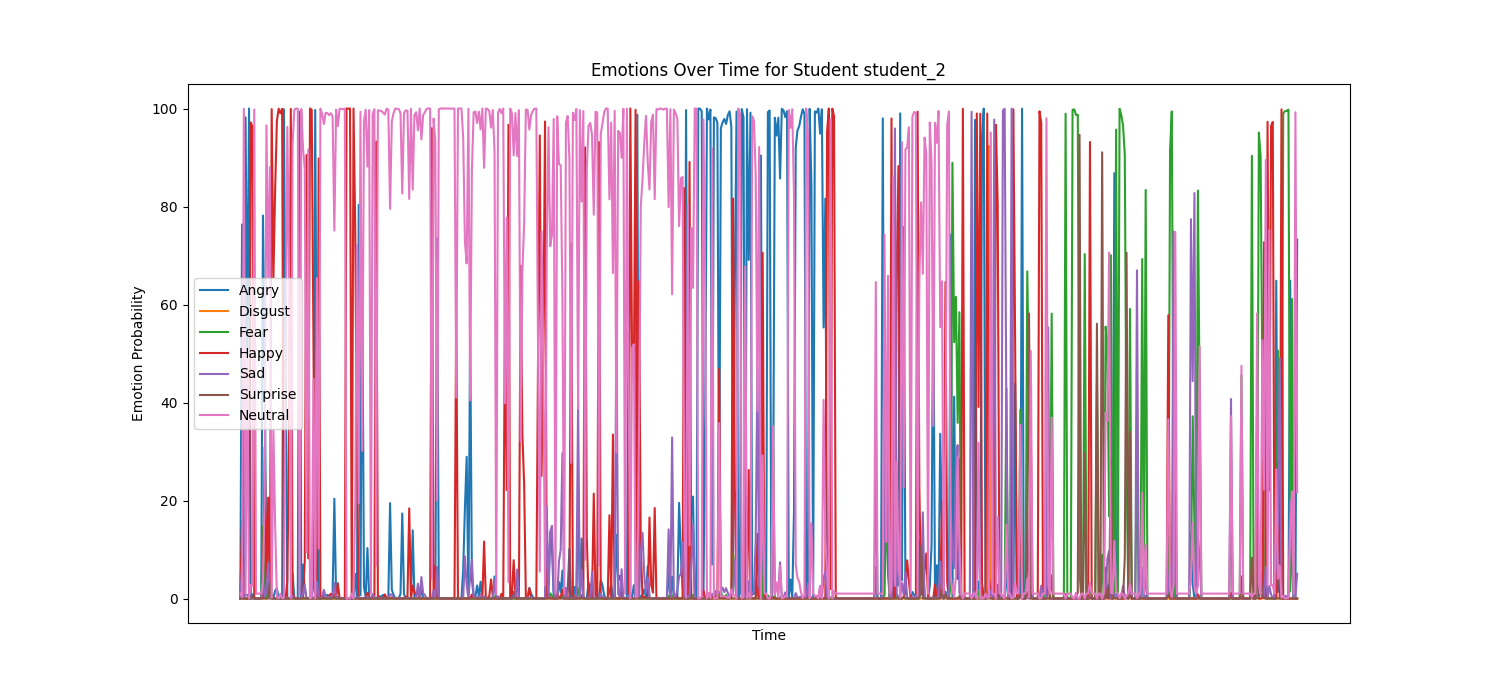 Emotions Over Time for Student student_2
100
80
60
40
20
0
Emotion Probability
Angry
Disgust
Fear
Happy
Sad
Surprise
Neutral
Time